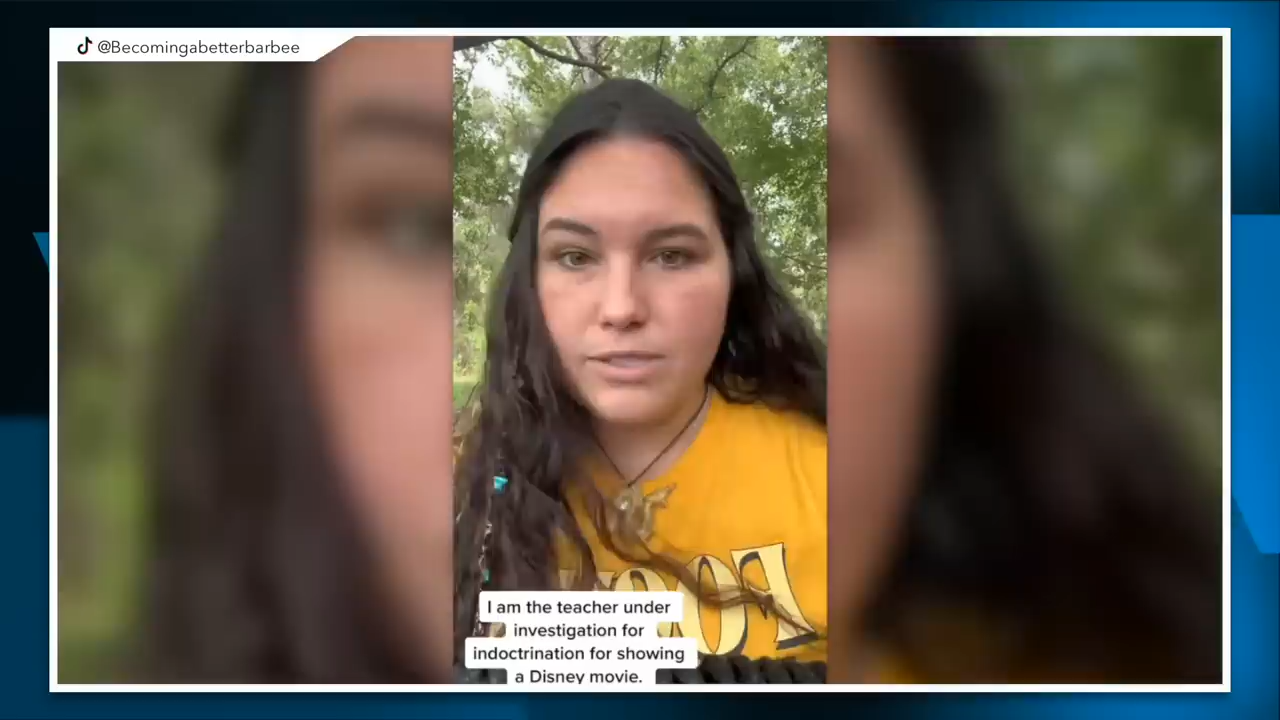 @Becomingabetterbarbee
I am the teacher under
investigation for
indoctrination for showing
a Disney movie.